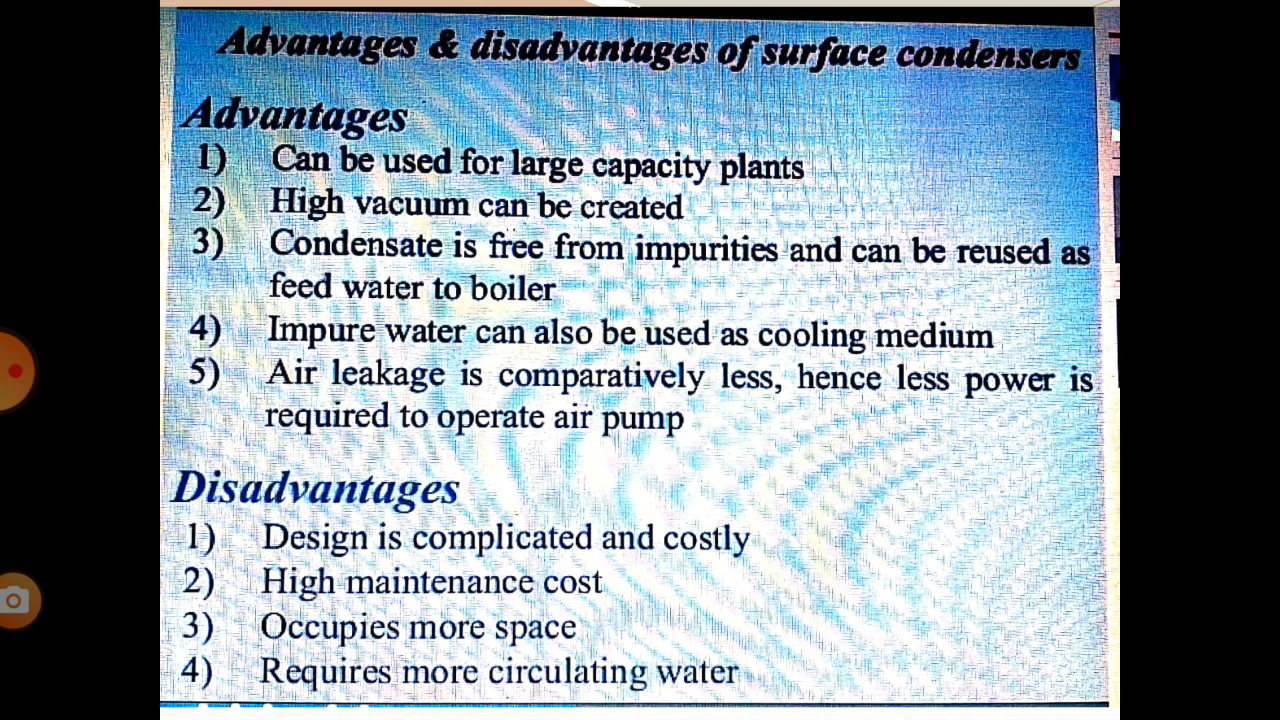 Advantages & disadvantages of surface condensers
Advantages
1) Can be used for large capacity plants
2) High vacuum can be created
3) Condensate is free from impurities and can be reused as
feed water to boiler
4) Impure water can also be used as cooling medium
5) Air leakage is comparatively less, hence less power is
required to operate air pump
Disadvantages
1) Design is complicated and costly
2) High maintenance cost
3) Occupies more space
4) Requires more circulating water